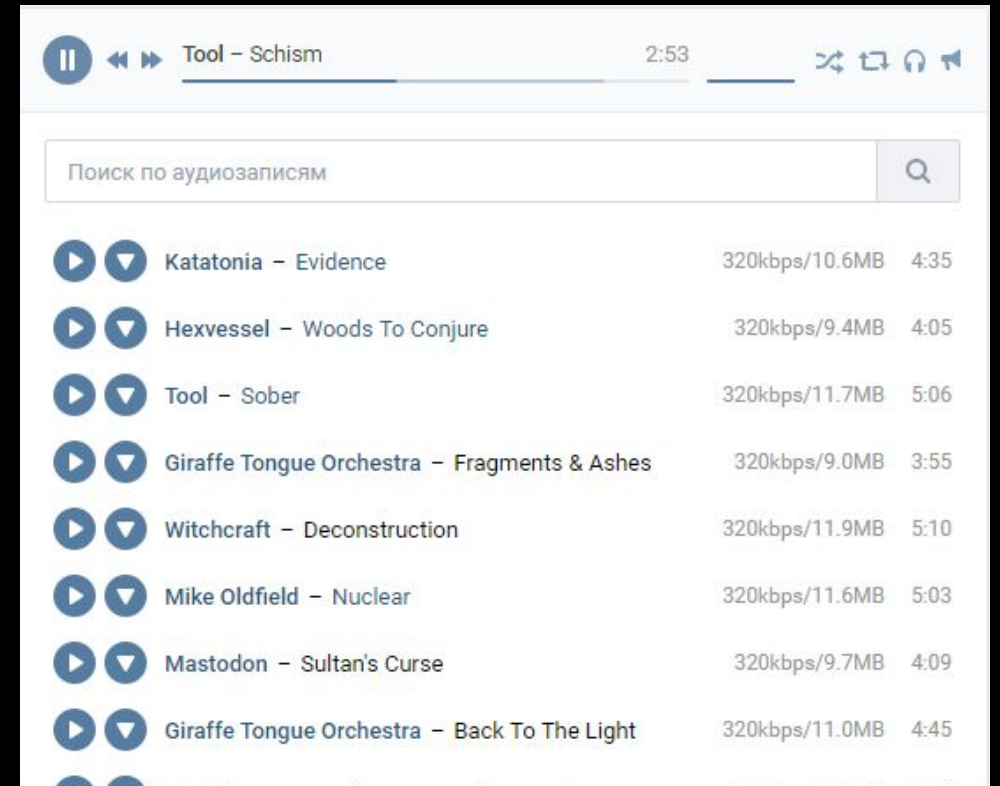 Tool – Schism 2:53
Поиск по аудиозаписям
Katatonia – Evidence 320kbps/10.6MB 4:35
Hexvessel – Woods To Conjure 320kbps/9.4MB 4:05
Tool – Sober 320kbps/11.7MB 5:06
Giraffe Tongue Orchestra – Fragments & Ashes 320kbps/9.0MB 3:55
Witchcraft – Deconstruction 320kbps/11.9MB 5:10
Mike Oldfield – Nuclear 320kbps/11.6MB 5:03
Mastodon – Sultan's Curse 320kbps/9.7MB 4:09
Giraffe Tongue Orchestra – Back To The Light 320kbps/11.0MB 4:45